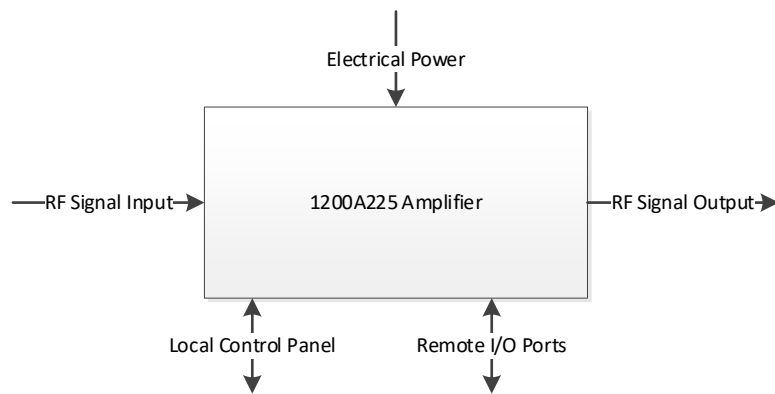 Electrical Power
RF Signal Input
1200A225 Amplifier
RF Signal Output
Local Control Panel
Remote I/O Ports